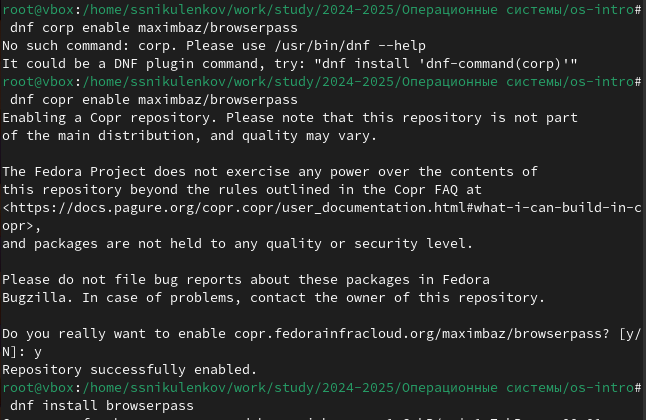 root@vbox:/home/ssnikulenkov/work/study/2024-2025/Операционные системы/os-intro#
dnf corp enable maximbaz/browserpass
No such command: corp. Please use /usr/bin/dnf --help
It could be a DNF plugin command, try: "dnf install 'dnf-command(corp)'"
root@vbox:/home/ssnikulenkov/work/study/2024-2025/Операционные системы/os-intro#
dnf copr enable maximbaz/browserpass
Enabling a Copr repository. Please note that this repository is not part
of the main distribution, and quality may vary.
The Fedora Project does not exercise any power over the contents of
this repository beyond the rules outlined in the Copr FAQ at
<https://docs.pagure.org/copr.copr/user_documentation.html#what-i-can-build-in-c
opr>,
and packages are not held to any quality or security level.
Please do not file bug reports about these packages in Fedora
Bugzilla. In case of problems, contact the owner of this repository.
Do you really want to enable copr.fedorainfracloud.org/maximbaz/browserpass? [y/
N]: y
Repository successfully enabled.
root@vbox:/home/ssnikulenkov/work/study/2024-2025/Операционные системы/os-intro#
dnf install browserpass